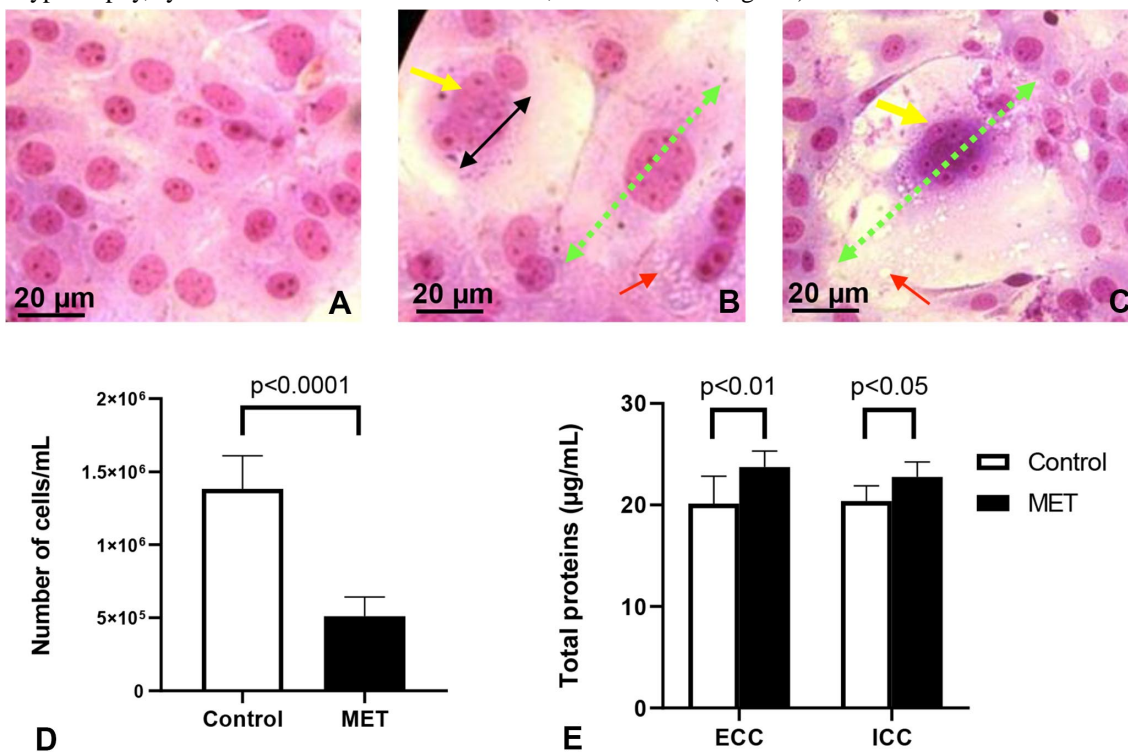 20 µm
A
20 µm
B
20 µm
C
p<0.0001
2×10⁶
1.5×10⁶
1×10⁶
5×10⁵
0
Number of cells/mL
Control
MET
D
p<0.01
p<0.05
30
20
10
0
Total proteins (µg/mL)
ECC
ICC
Control
MET
E